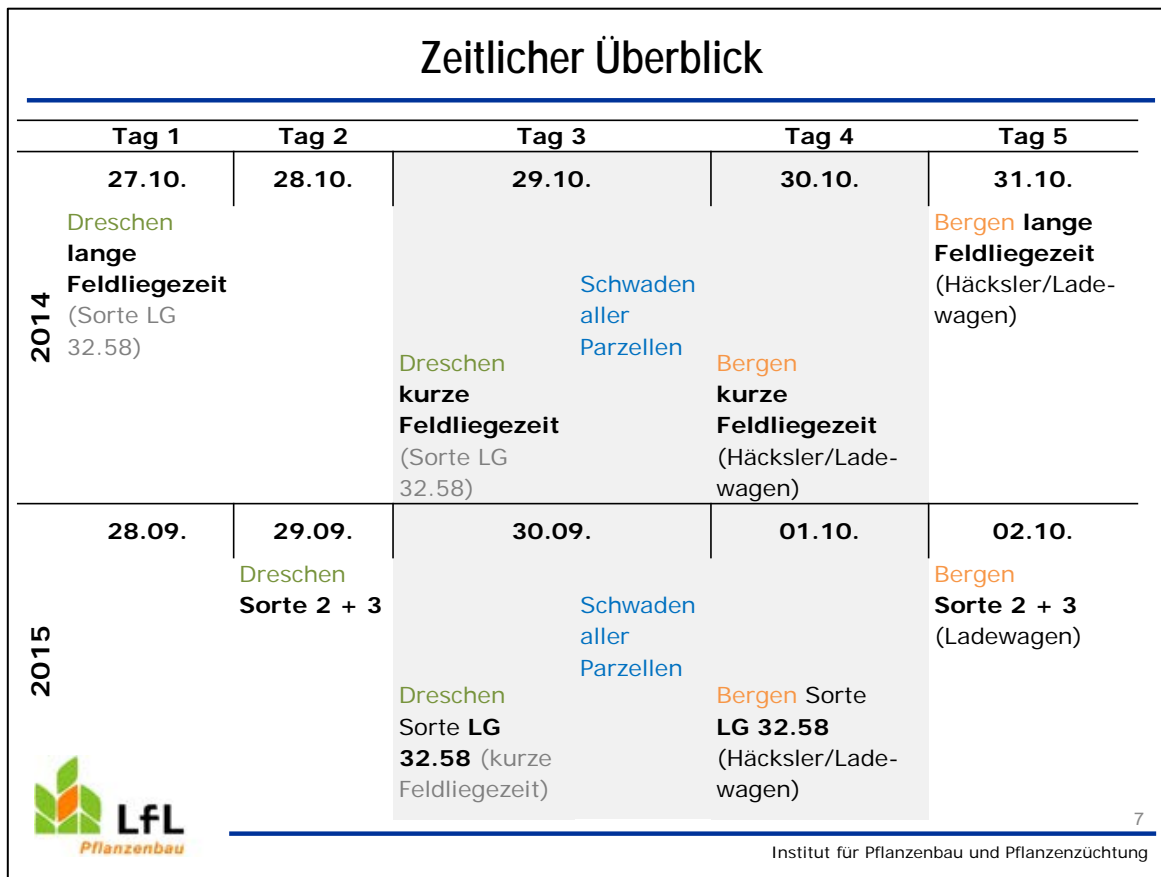 Zeitlicher Überblick
Tag 1 Tag 2 Tag 3 Tag 4 Tag 5
2014
27.10. 28.10. 29.10. 30.10. 31.10.
Dreschen
lange
Feldliegezeit
(Sorte LG
32.58)
Dreschen
kurze
Feldliegezeit
(Sorte LG
32.58)
Schwaden
aller
Parzellen
Bergen
kurze
Feldliegezeit
(Häcksler/Lade-
wagen)
Bergen lange
Feldliegezeit
(Häcksler/Lade-
wagen)
2015
28.09. 29.09. 30.09. 01.10. 02.10.
Dreschen
Sorte 2 + 3
Dreschen
Sorte LG
32.58 (kurze
Feldliegezeit)
Schwaden
aller
Parzellen
Bergen Sorte
LG 32.58
(Häcksler/Lade-
wagen)
Bergen
Sorte 2 + 3
(Ladewagen)
LfL
Pflanzenbau
7
Institut für Pflanzenbau und Pflanzenzüchtung